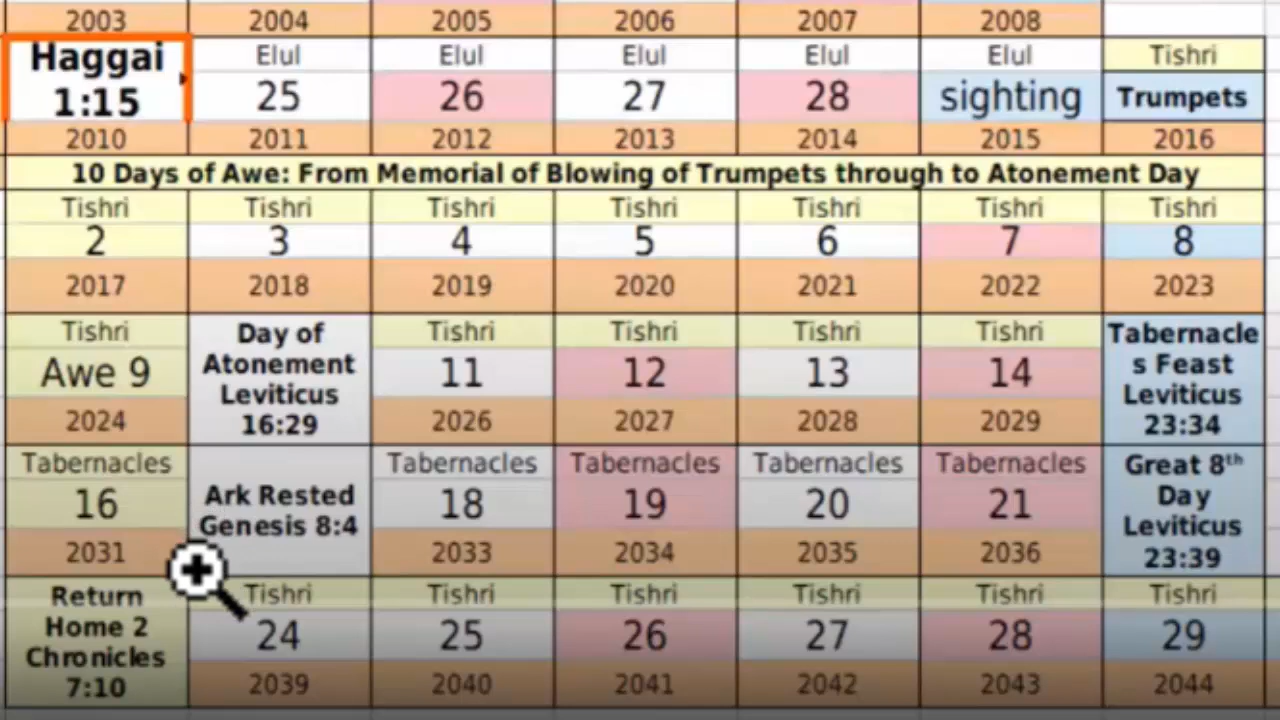 2003 2004 2005 2006 2007 2008
Haggai 1:15 Elul Elul Elul Elul Elul Tishri
25 26 27 28 sighting Trumpets
2010 2011 2012 2013 2014 2015 2016
10 Days of Awe: From Memorial of Blowing of Trumpets through to Atonement Day
Tishri Tishri Tishri Tishri Tishri Tishri Tishri
2 3 4 5 6 7 8
2017 2018 2019 2020 2021 2022 2023
Tishri Day of Atonement Leviticus 16:29 Tishri Tishri Tishri Tishri Tabernacle s Feast Leviticus 23:34
Awe 9 11 12 13 14
2024 2026 2027 2028 2029
Tabernacles Ark Rested Genesis 8:4 Tabernacles Tabernacles Tabernacles Tabernacles Great 8th Day Leviticus 23:39
16 18 19 20 21
2031 2033 2034 2035 2036
Return Home 2 Chronicles 7:10 Tishri Tishri Tishri Tishri Tishri Tishri
24 25 26 27 28 29
2039 2040 2041 2042 2043 2044